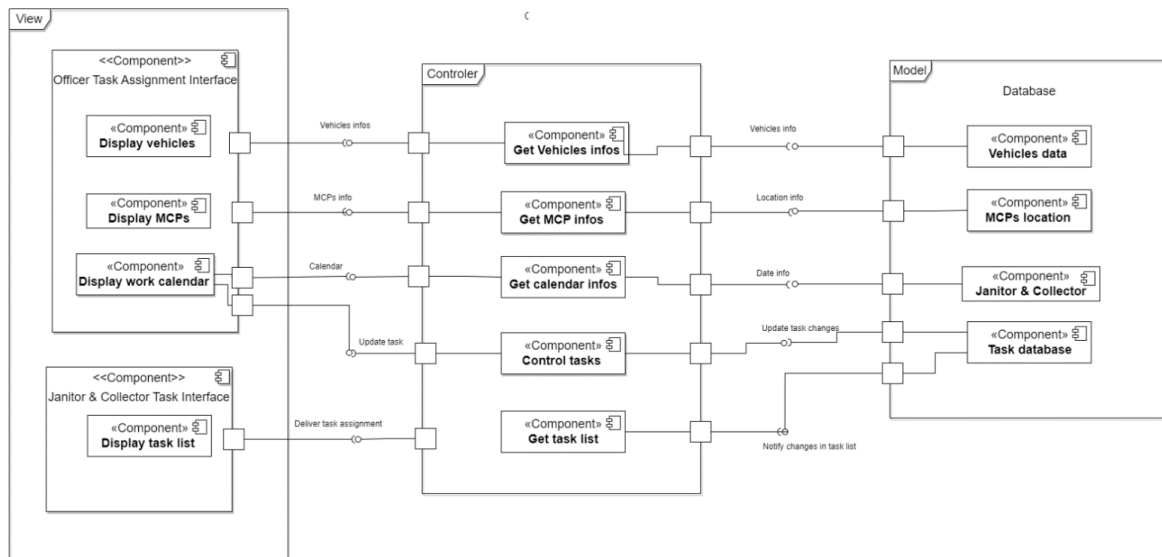 View
<<Component>>
Officer Task Assignment Interface
«Component»
Display vehicles
«Component»
Display MCPs
«Component»
Display work calendar
<<Component>>
Janitor & Collector Task Interface
«Component»
Display task list
Vehicles infos
MCPs info
Calendar
Update task
Deliver task assignment
C
Controler
«Component»
Get Vehicles infos
«Component»
Get MCP infos
«Component»
Get calendar infos
«Component»
Control tasks
«Component»
Get task list
Vehicles info
Location info
Date info
Update task changes
Notify changes in task list
Model
Database
«Component»
Vehicles data
«Component»
MCPs location
«Component»
Janitor & Collector
«Component»
Task database